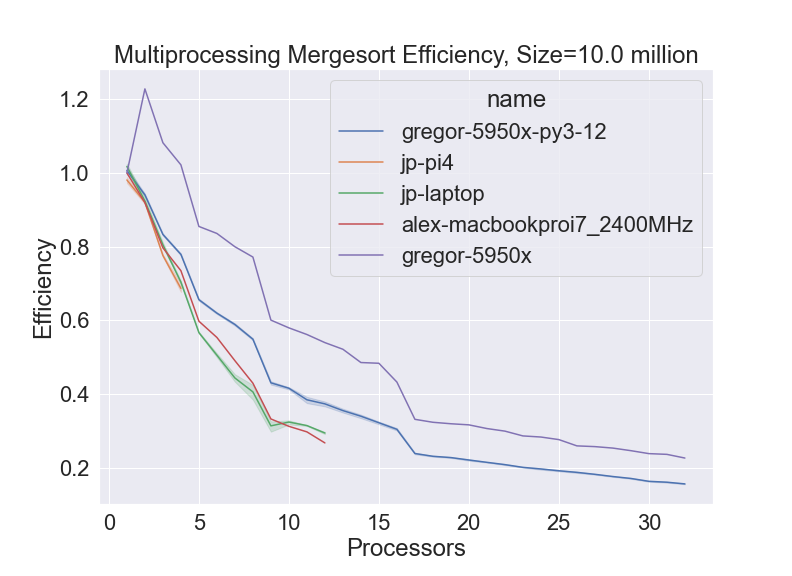 Multiprocessing Mergesort Efficiency, Size=10.0 million
name
gregor-5950x-py3-12
jp-pi4
jp-laptop
alex-macbookproi7_2400MHz
gregor-5950x
Efficiency
1.2
1.0
0.8
0.6
0.4
0.2
0 5 10 15 20 25 30
Processors